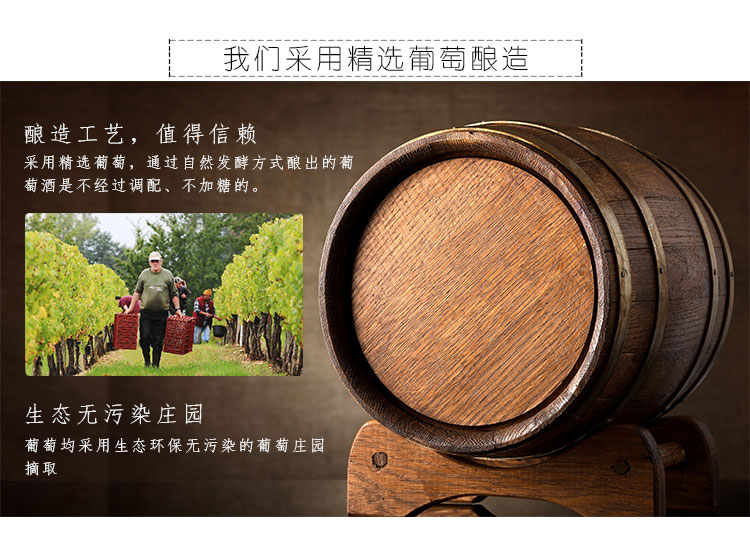 我们采用精选葡萄酿造
酿造工艺，值得信赖
采用精选葡萄，通过自然发酵方式酿出的葡
萄酒是不经过调配、不加糖的。
生态无污染庄园
葡萄均采用生态环保无污染的葡萄庄园
摘取